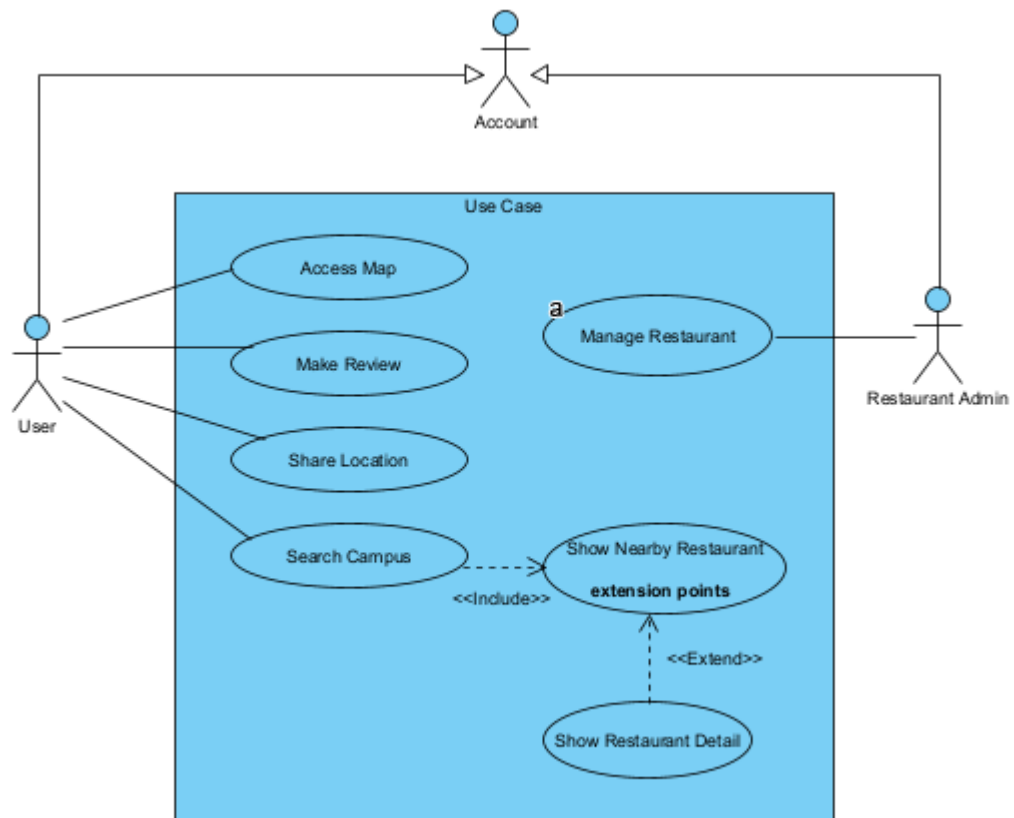 Account
Use Case
Access Map
a
Manage Restaurant
Make Review
Restaurant Admin
User
Share Location
Search Campus
Show Nearby Restaurant
extension points
<<Include>>
<<Extend>>
Show Restaurant Detail